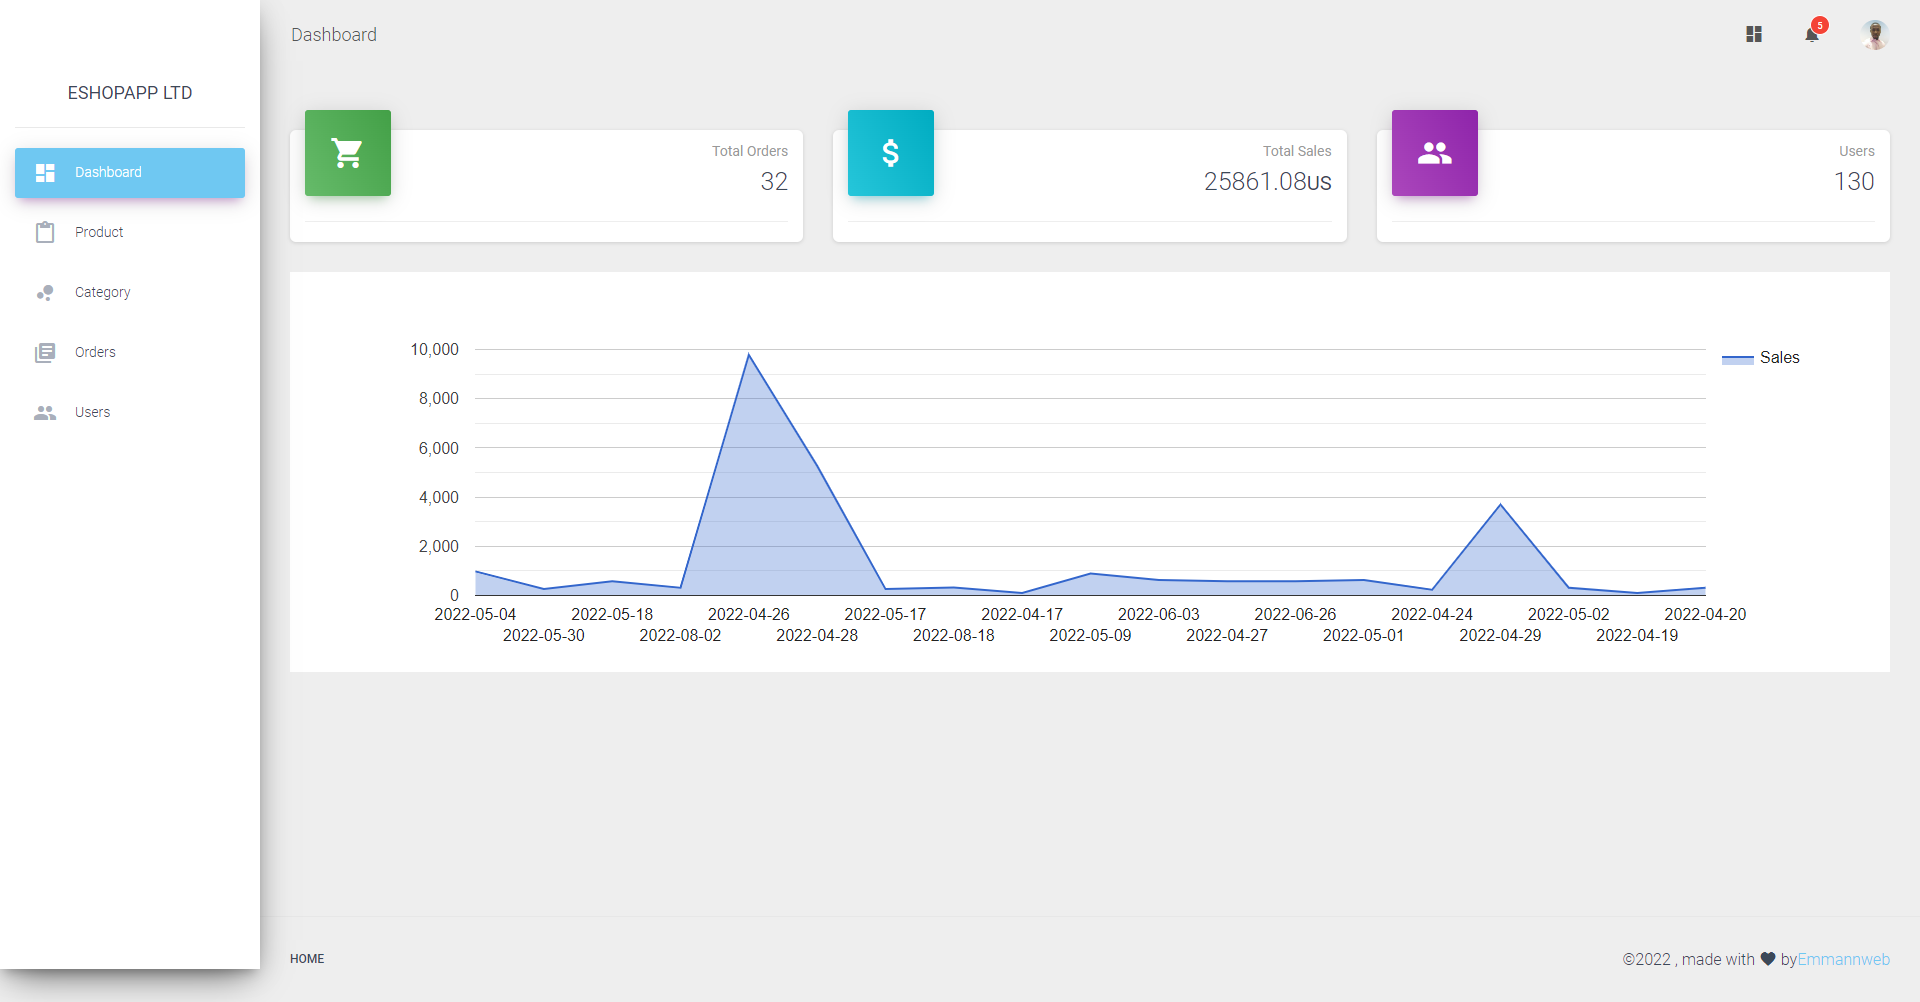 Dashboard
5
ESHOPAPP LTD
Dashboard
Product
Category
Orders
Users
Total Orders
32
Total Sales
25861.08US
Users
130
10,000
8,000
6,000
4,000
2,000
0
Sales
2022-05-04 2022-05-18 2022-04-26 2022-05-17 2022-04-17 2022-06-03 2022-06-26 2022-04-24 2022-05-02 2022-04-20
2022-05-30 2022-08-02 2022-04-28 2022-08-18 2022-05-09 2022-04-27 2022-05-01 2022-04-29 2022-04-19
HOME
©2022 , made with ♥ byEmmannweb